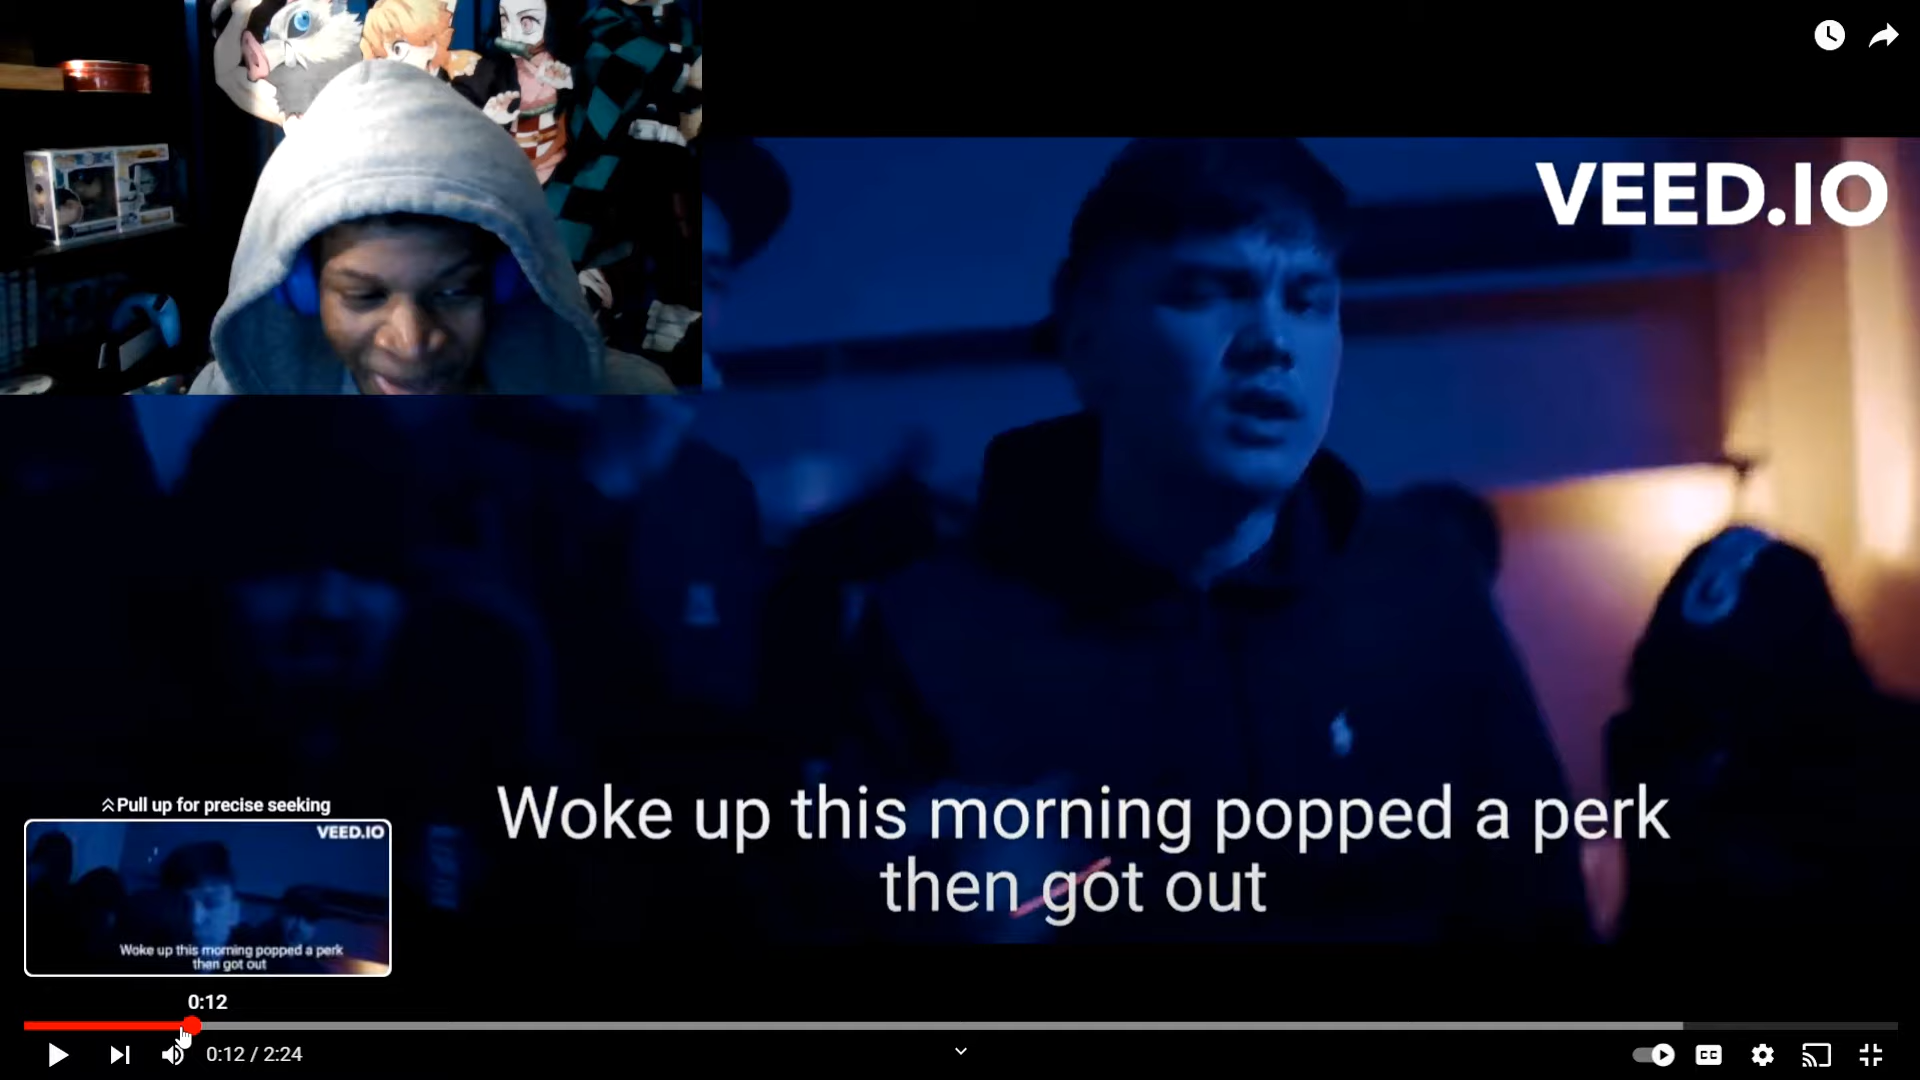 VEED.IO
Woke up this morning popped a perk
then got out
Pull up for precise seeking
VEED.IO
Woke up this morning popped a perk
then got out
0:12
0:12 / 2:24
CC